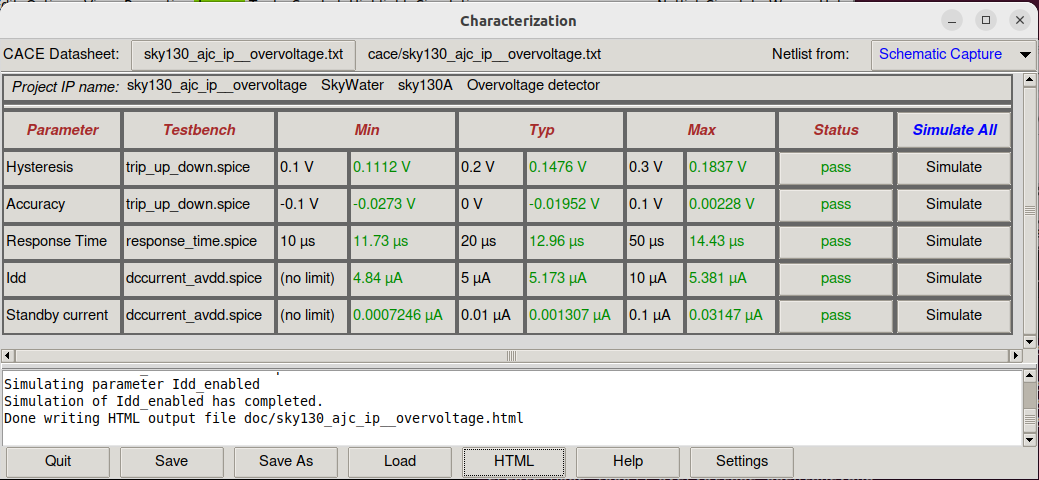 Characterization
CACE Datasheet: sky130_ajc_ip__overvoltage.txt cace/sky130_ajc_ip__overvoltage.txt Netlist from: Schematic Capture
Project IP name: sky130_ajc_ip__overvoltage SkyWater sky130A Overvoltage detector
Parameter Testbench Min Typ Max Status Simulate All
Hysteresis trip_up_down.spice 0.1 V 0.1112 V 0.2 V 0.1476 V 0.3 V 0.1837 V pass Simulate
Accuracy trip_up_down.spice -0.1 V -0.0273 V 0 V -0.01952 V 0.1 V 0.00228 V pass Simulate
Response Time response_time.spice 10 µs 11.73 µs 20 µs 12.96 µs 50 µs 14.43 µs pass Simulate
Idd dccurrent_avdd.spice (no limit) 4.84 µA 5 µA 5.173 µA 10 µA 5.381 µA pass Simulate
Standby current dccurrent_avdd.spice (no limit) 0.0007246 µA 0.01 µA 0.001307 µA 0.1 µA 0.03147 µA pass Simulate
Simulating parameter Idd_enabled
Simulation of Idd_enabled has completed.
Done writing HTML output file doc/sky130_ajc_ip__overvoltage.html
Quit Save Save As Load HTML Help Settings